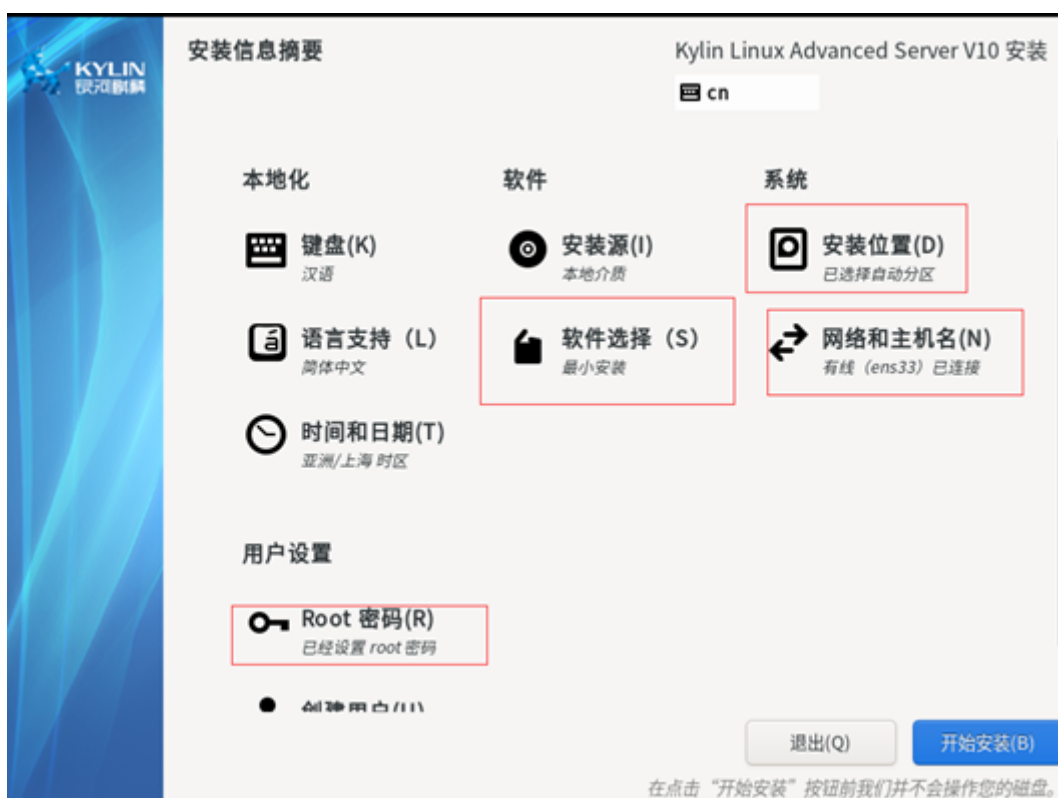 KYLIN
银河麒麟
安装信息摘要
Kylin Linux Advanced Server V10 安装
cn
本地化
软件
系统
键盘(K)
汉语
安装源(I)
本地介质
安装位置(D)
已选择自动分区
语言支持（L）
简体中文
软件选择（S）
最小安装
网络和主机名(N)
有线（ens33）已连接
时间和日期(T)
亚洲/上海 时区
用户设置
Root 密码(R)
已经设置 root 密码
创建用户(U)
退出(Q)
开始安装(B)
在点击“开始安装”按钮前我们并不会操作您的磁盘。